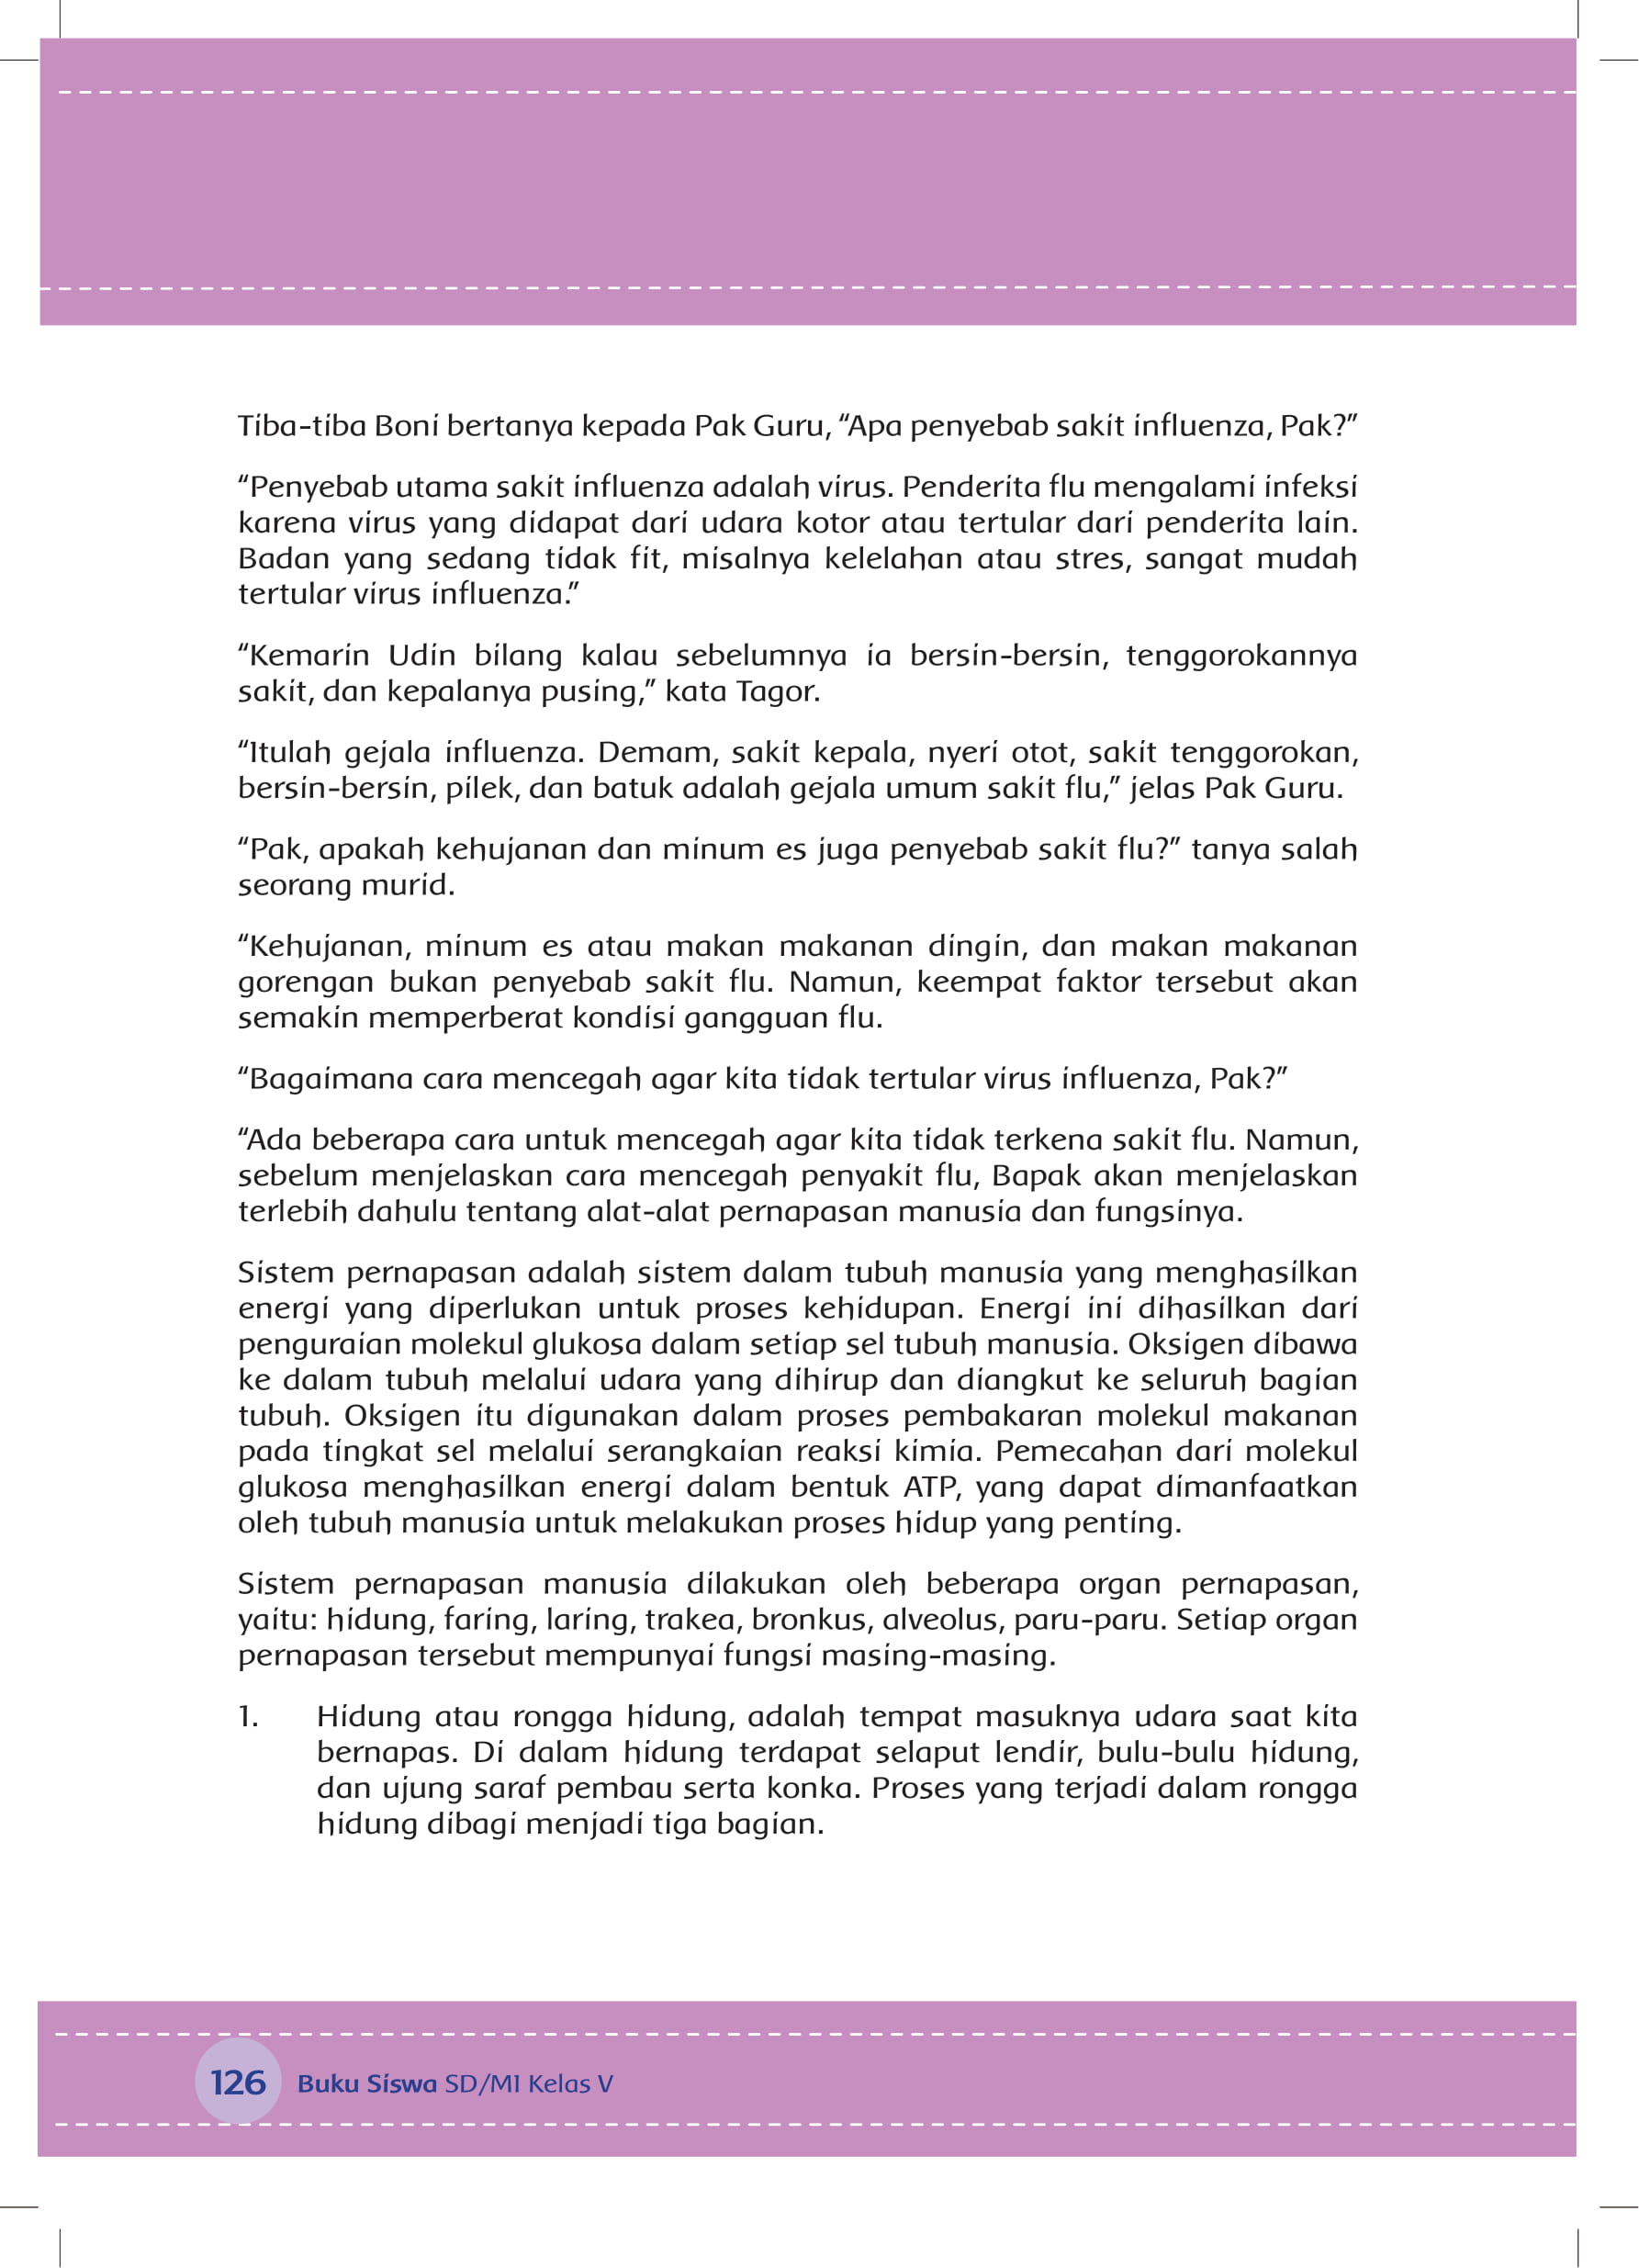 Tiba-tiba Boni bertanya kepada Pak Guru, “Apa penyebab sakit influenza, Pak?”
“Penyebab utama sakit influenza adalah virus. Penderita flu mengalami infeksi
karena virus yang didapat dari udara kotor atau tertular dari penderita lain.
Badan yang sedang tidak fit, misalnya kelelahan atau stres, sangat mudah
tertular virus influenza.”
“Kemarin Udin bilang kalau sebelumnya ia bersin-bersin, tenggorokannya
sakit, dan kepalanya pusing,” kata Tagor.
“Itulah gejala influenza. Demam, sakit kepala, nyeri otot, sakit tenggorokan,
bersin-bersin, pilek, dan batuk adalah gejala umum sakit flu,” jelas Pak Guru.
“Pak, apakah kehujanan dan minum es juga penyebab sakit flu?” tanya salah
seorang murid.
“Kehujanan, minum es atau makan makanan dingin, dan makan makanan
gorengan bukan penyebab sakit flu. Namun, keempat faktor tersebut akan
semakin memperberat kondisi gangguan flu.
“Bagaimana cara mencegah agar kita tidak tertular virus influenza, Pak?”
“Ada beberapa cara untuk mencegah agar kita tidak terkena sakit flu. Namun,
sebelum menjelaskan cara mencegah penyakit flu, Bapak akan menjelaskan
terlebih dahulu tentang alat-alat pernapasan manusia dan fungsinya.
Sistem pernapasan adalah sistem dalam tubuh manusia yang menghasilkan
energi yang diperlukan untuk proses kehidupan. Energi ini dihasilkan dari
penguraian molekul glukosa dalam setiap sel tubuh manusia. Oksigen dibawa
ke dalam tubuh melalui udara yang dihirup dan diangkut ke seluruh bagian
tubuh. Oksigen itu digunakan dalam proses pembakaran molekul makanan
pada tingkat sel melalui serangkaian reaksi kimia. Pemecahan dari molekul
glukosa menghasilkan energi dalam bentuk ATP, yang dapat dimanfaatkan
oleh tubuh manusia untuk melakukan proses hidup yang penting.
Sistem pernapasan manusia dilakukan oleh beberapa organ pernapasan,
yaitu: hidung, faring, laring, trakea, bronkus, alveolus, paru-paru. Setiap organ
pernapasan tersebut mempunyai fungsi masing-masing.
1. Hidung atau rongga hidung, adalah tempat masuknya udara saat kita
bernapas. Di dalam hidung terdapat selaput lendir, bulu-bulu hidung,
dan ujung saraf pembau serta konka. Proses yang terjadi dalam rongga
hidung dibagi menjadi tiga bagian.
126 Buku Siswa SD/MI Kelas V